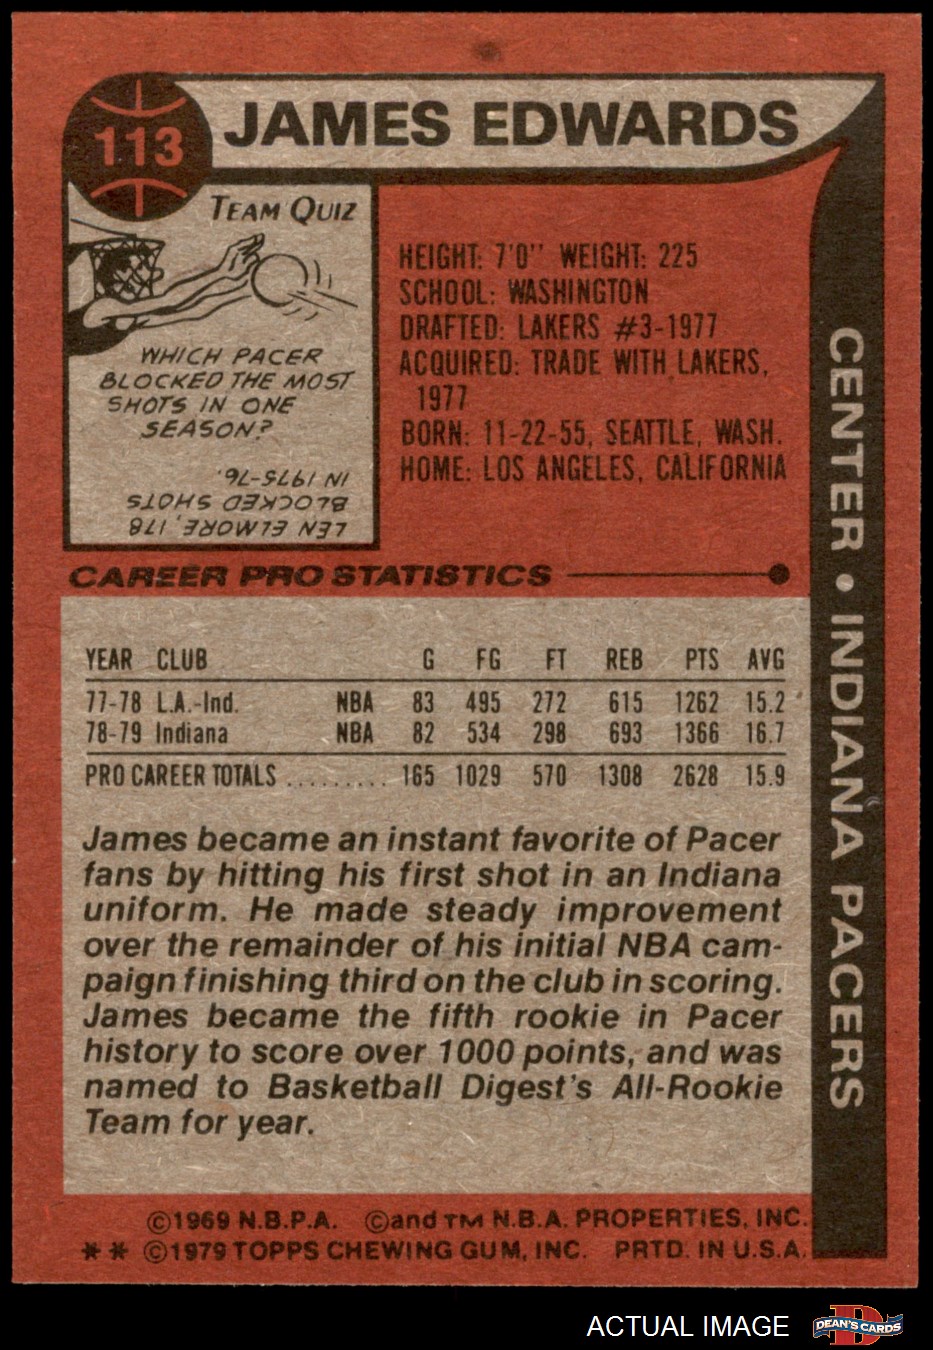 113
JAMES EDWARDS
TEAM QUIZ
WHICH PACER
BLOCKED THE MOST
SHOTS IN ONE
SEASON?
LEN ELMORE, 178
BLOCKED SHOTS
IN 1975-76
HEIGHT: 7'0" WEIGHT: 225
SCHOOL: WASHINGTON
DRAFTED: LAKERS #3-1977
ACQUIRED: TRADE WITH LAKERS,
1977
BORN: 11-22-55, SEATTLE, WASH.
HOME: LOS ANGELES, CALIFORNIA
CENTER • INDIANA PACERS
CAREER PRO STATISTICS
YEAR CLUB G FG FT REB PTS AVG
77-78 L.A.-Ind. NBA 83 495 272 615 1262 15.2
78-79 Indiana NBA 82 534 298 693 1366 16.7
PRO CAREER TOTALS ......... 165 1029 570 1308 2628 15.9
James became an instant favorite of Pacer
fans by hitting his first shot in an Indiana
uniform. He made steady improvement
over the remainder of his initial NBA cam-
paign finishing third on the club in scoring.
James became the fifth rookie in Pacer
history to score over 1000 points, and was
named to Basketball Digest's All-Rookie
Team for year.
©1969 N.B.P.A. ©and TM N.B.A. PROPERTIES, INC.
** ©1979 TOPPS CHEWING GUM, INC. PRTD. IN U.S.A.
ACTUAL IMAGE
DEAN'S CARDS